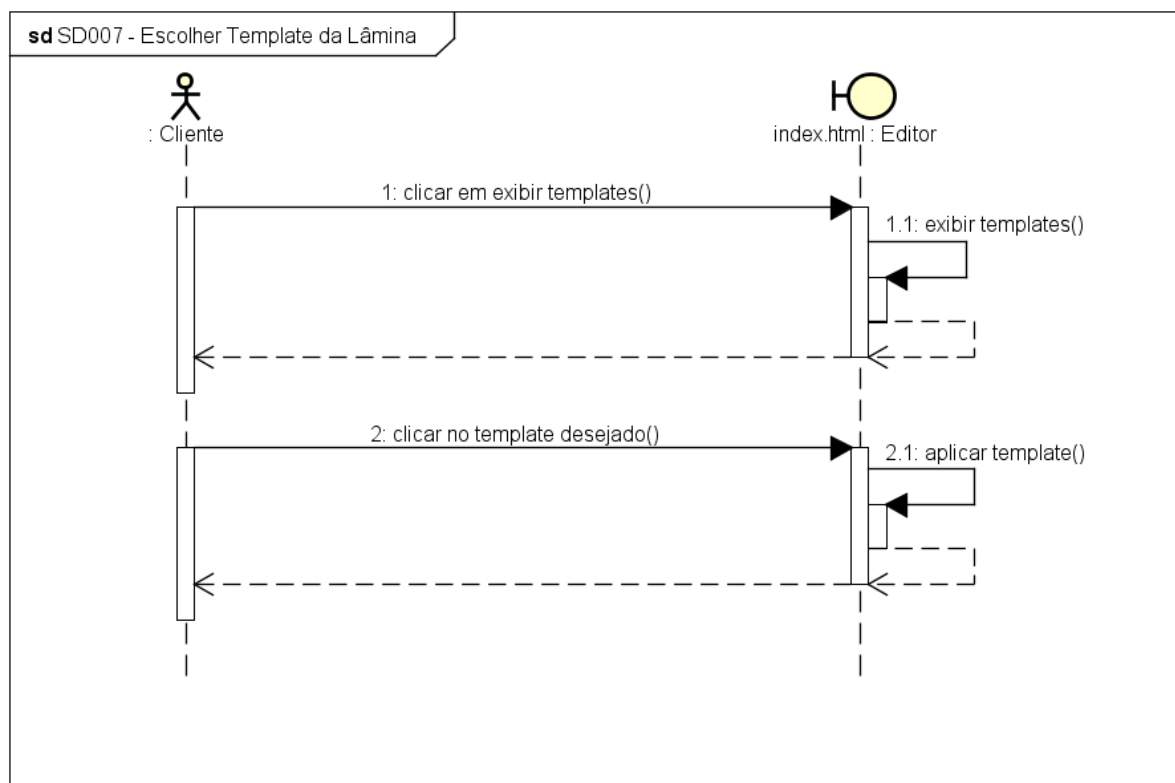 sd SD007 - Escolher Template da Lâmina
: Cliente
index.html : Editor
1: clicar em exibir templates()
1.1: exibir templates()
2: clicar no template desejado()
2.1: aplicar template()